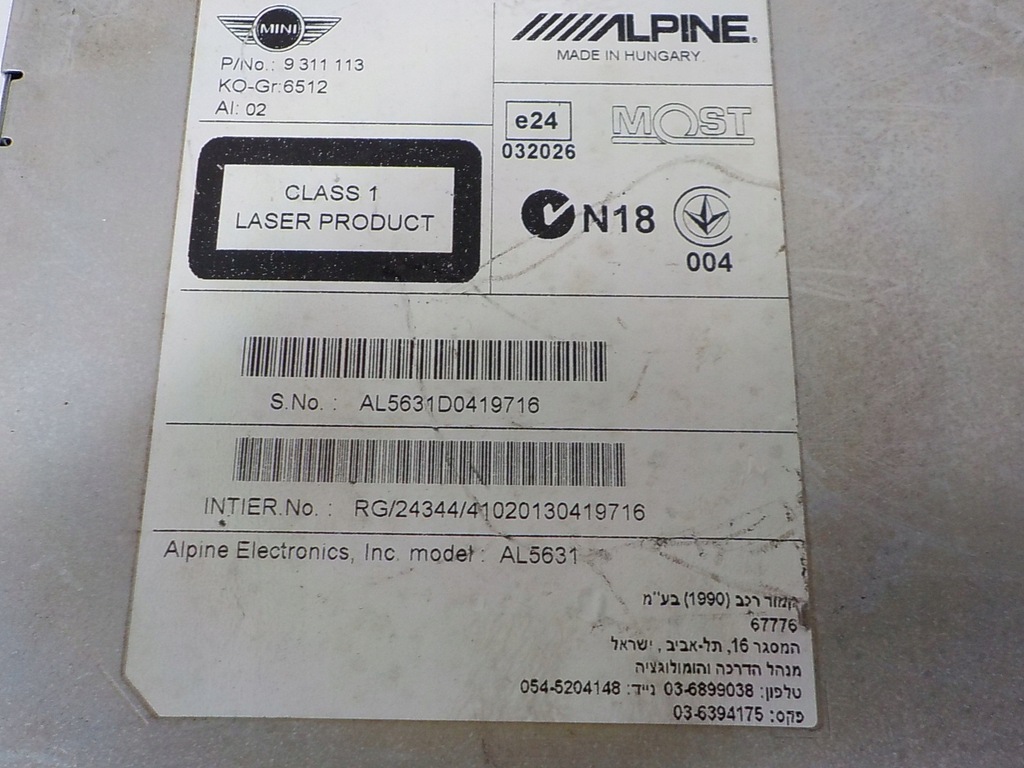 MINI
P/No.: 9 311 113
KO-Gr:6512
AI: 02
ALPINE
MADE IN HUNGARY
e24
032026
MOST
N18
004
CLASS 1
LASER PRODUCT
S.No. : AL5631D0419716
INTIER.No. : RG/24344/41020130419716
Alpine Electronics, Inc. model : AL5631
קמור רכב (1990) בע''מ
67776
המסגר 16, תל-אביב, ישראל
מנהל הדרכה והומולוגציה
טלפון: 03-6899038 נייד: 054-5204148
פקס: 03-6394175